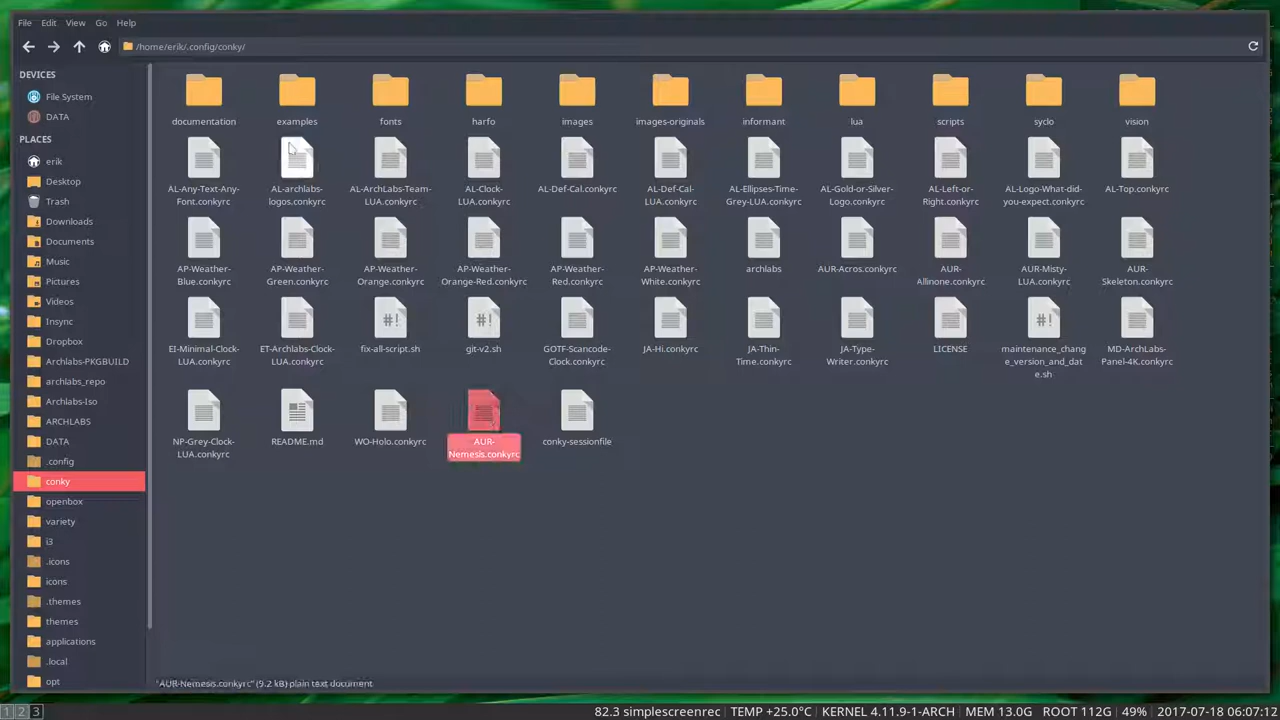 File Edit View Go Help
/home/erik/.config/conky/
DEVICES
File System
DATA
PLACES
erik
Desktop
Trash
Downloads
Documents
Music
Pictures
Videos
Insync
Dropbox
Archlabs-PKGBUILD
archlabs_repo
Archlabs-Iso
ARCHLABS
DATA
.config
conky
openbox
variety
i3
.icons
icons
.themes
themes
applications
.local
opt
documentation
examples
fonts
harfo
images
images-originals
informant
lua
scripts
syclo
vision
AL-Any-Text-Any-
Font.conkyrc
AL-archlabs-
logos.conkyrc
AL-ArchLabs-Team-
LUA.conkyrc
AL-Clock-
LUA.conkyrc
AL-Def-Cal.conkyrc
AL-Def-Cal-
LUA.conkyrc
AL-Ellipses-Time-
Grey-LUA.conkyrc
AL-Gold-or-Silver-
Logo.conkyrc
AL-Left-or-
Right.conkyrc
AL-Logo-What-did-
you-expect.conkyrc
AL-Top.conkyrc
AP-Weather-
Blue.conkyrc
AP-Weather-
Green.conkyrc
AP-Weather-
Orange.conkyrc
AP-Weather-
Orange-Red.conkyrc
AP-Weather-
Red.conkyrc
AP-Weather-
White.conkyrc
archlabs
AUR-Acros.conkyrc
AUR-
Allinone.conkyrc
AUR-Misty-
LUA.conkyrc
AUR-
Skeleton.conkyrc
EI-Minimal-Clock-
LUA.conkyrc
ET-Archlabs-Clock-
LUA.conkyrc
#!
fix-all-script.sh
#!
git-v2.sh
GOTF-Scancode-
Clock.conkyrc
JA-Hi.conkyrc
JA-Thin-
Time.conkyrc
JA-Type-
Writer.conkyrc
LICENSE
#!
maintenance_chang
e_version_and_dat
e.sh
MD-ArchLabs-
Panel-4K.conkyrc
NP-Grey-Clock-
LUA.conkyrc
README.md
WO-Holo.conkyrc
AUR-
Nemesis.conkyrc
conky-sessionfile
"AUR-Nemesis.conkyrc" (9.2 kB) plain text document
1 2 3
82.3 simplescreenrec | TEMP +25.0°C | KERNEL 4.11.9-1-ARCH | MEM 13.0G | ROOT 112G | 49% | 2017-07-18 06:07:12